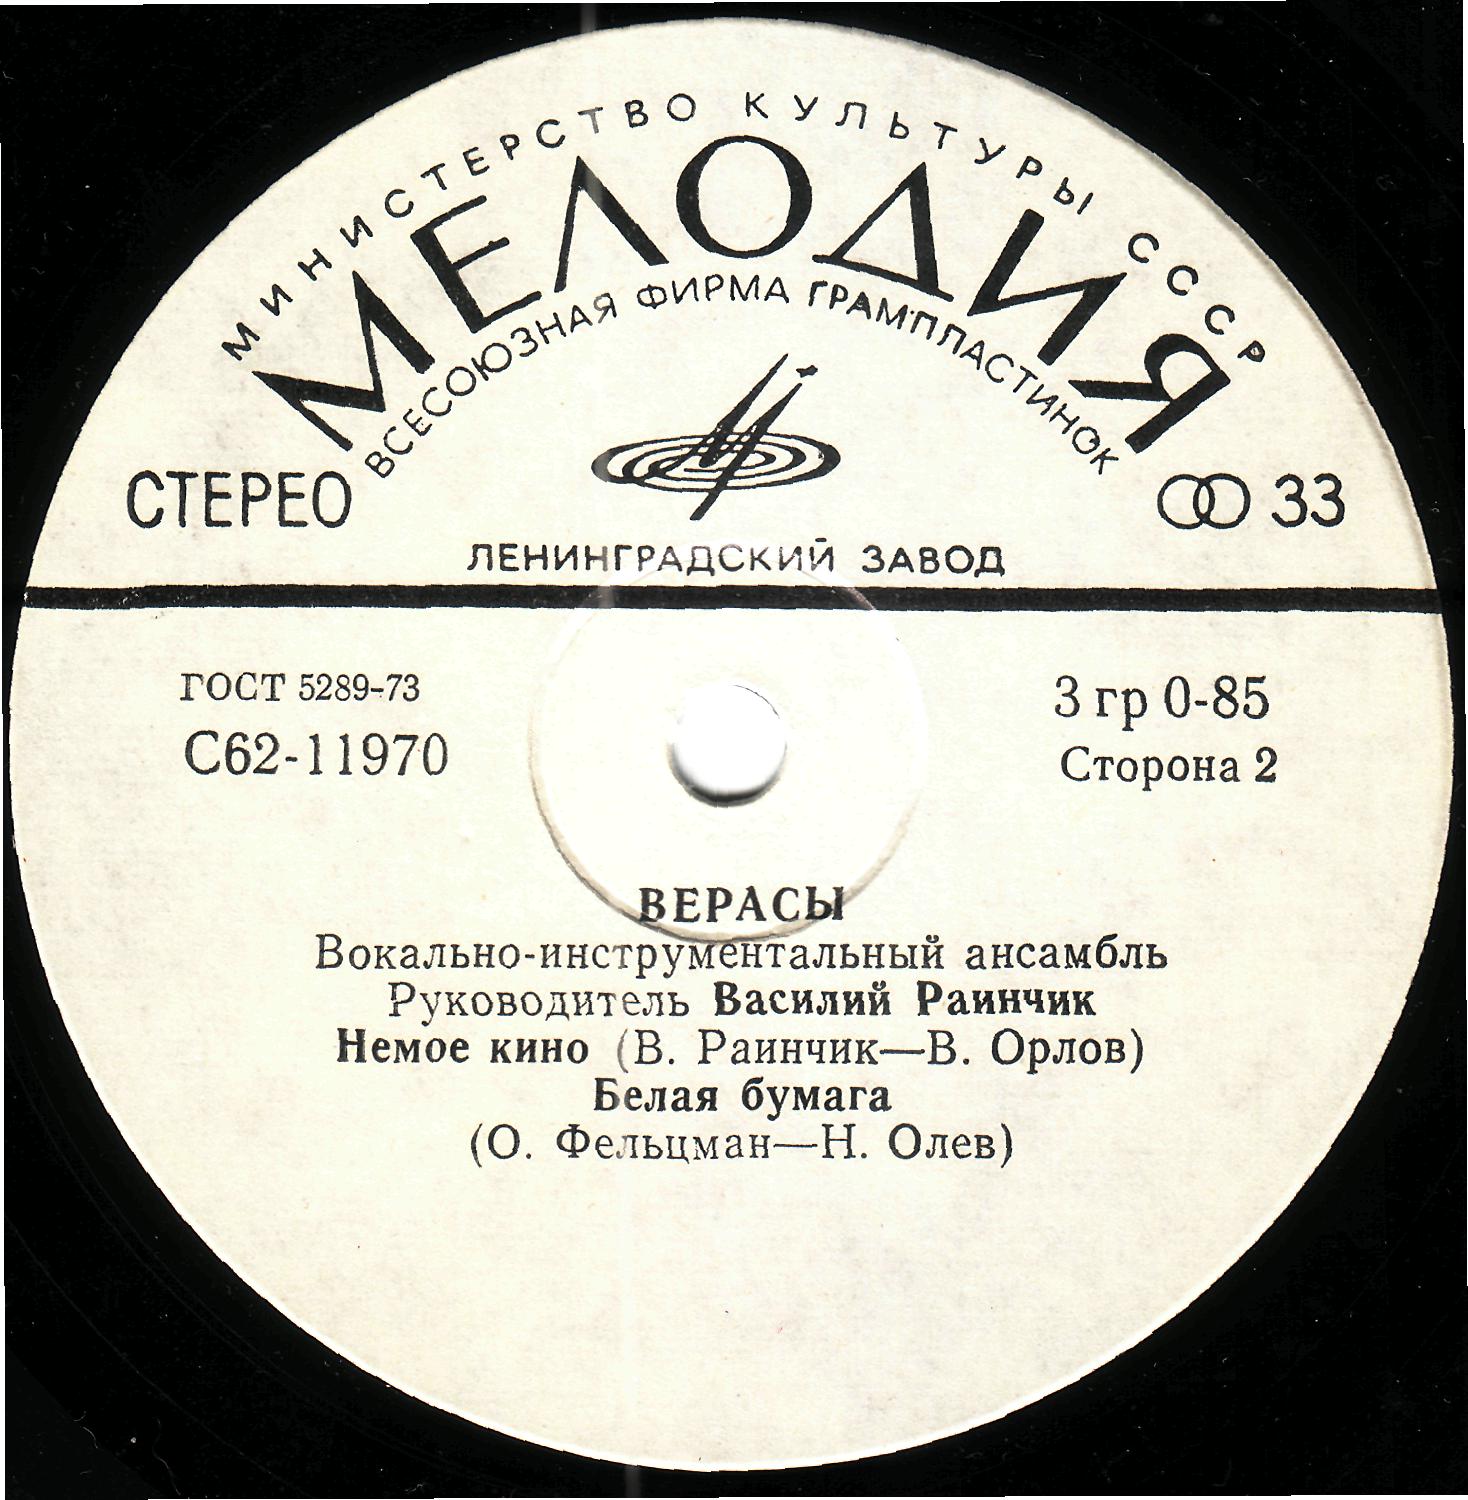 МИНИСТЕРСТВО КУЛЬТУРЫ СССР
МЕЛОДИЯ
ВСЕСОЮЗНАЯ ФИРМА ГРАМПЛАСТИНОК
СТЕРЕО
33
ЛЕНИНГРАДСКИЙ ЗАВОД
ГОСТ 5289-73
3 гр 0-85
С62-11970
Сторона 2
ВЕРАСЫ
Вокально-инструментальный ансамбль
Руководитель Василий Раинчик
Немое кино (В. Раинчик—В. Орлов)
Белая бумага
(О. Фельцман—Н. Олев)